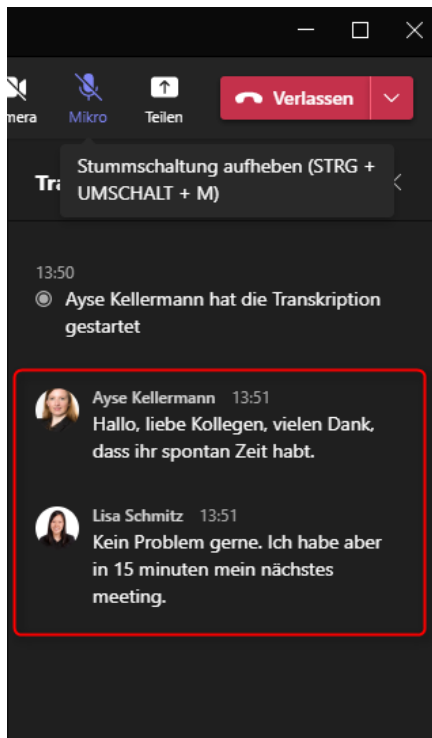 mera Mikro Teilen Verlassen
Stummschaltung aufheben (STRG +
UMSCHALT + M)
13:50
Ayse Kellermann hat die Transkription
gestartet
Ayse Kellermann 13:51
Hallo, liebe Kollegen, vielen Dank,
dass ihr spontan Zeit habt.
Lisa Schmitz 13:51
Kein Problem gerne. Ich habe aber
in 15 minuten mein nächstes
meeting.